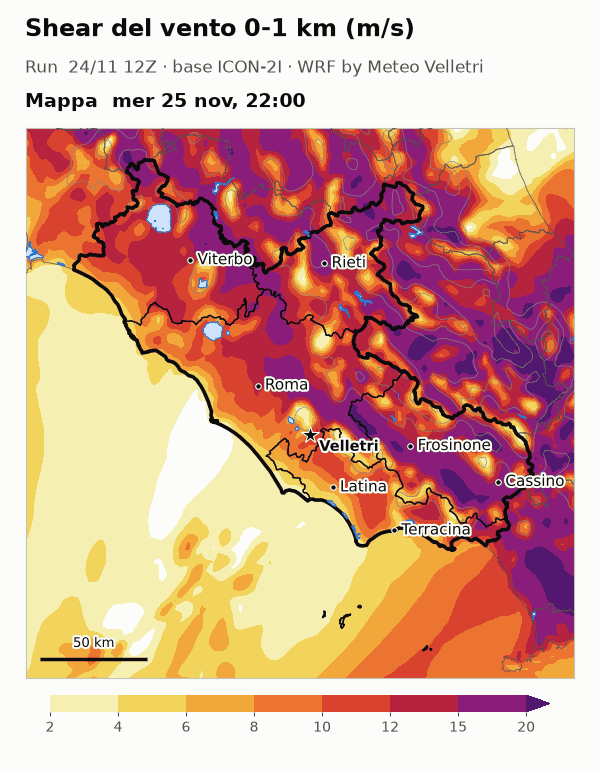 Shear del vento 0-1 km (m/s)
Run  24/11 12Z · base ICON-2I · WRF by Meteo Velletri
Mappa  mer 25 nov, 22:00
Viterbo
Rieti
Roma
Velletri
Frosinone
Cassino
Latina
Terracina
50 km
2 4 6 8 10 12 15 20